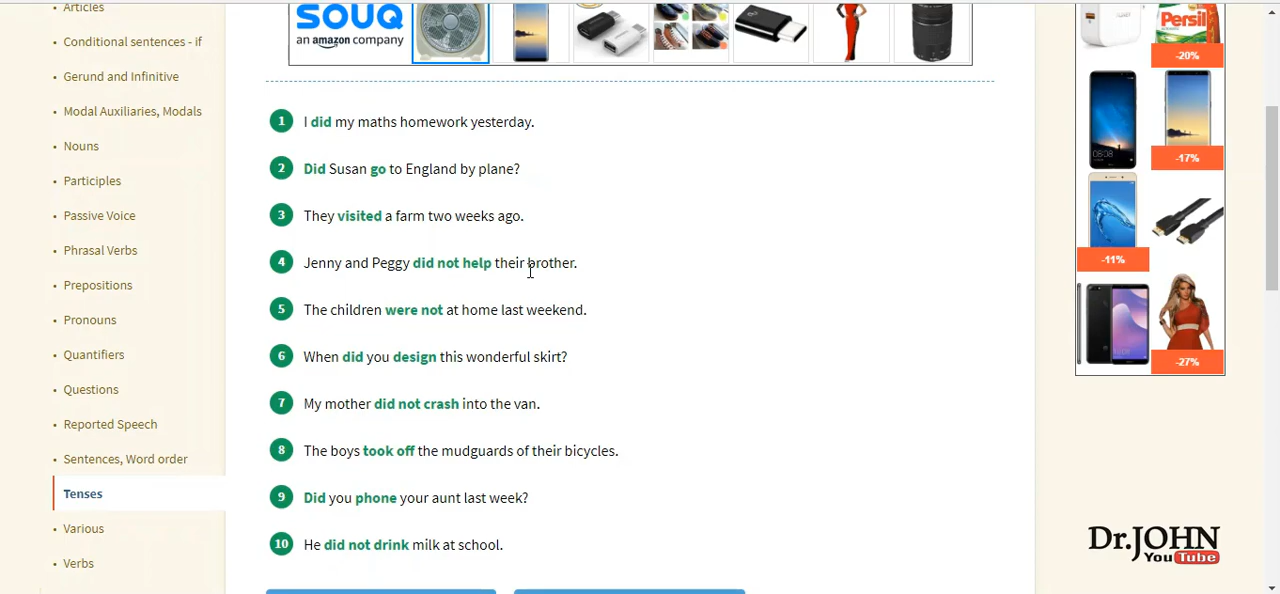 Articles
Conditional sentences - if
Gerund and Infinitive
Modal Auxiliaries, Modals
Nouns
Participles
Passive Voice
Phrasal Verbs
Prepositions
Pronouns
Quantifiers
Questions
Reported Speech
Sentences, Word order
Tenses
Various
Verbs
SOUQ
an amazon company
1 I did my maths homework yesterday.
2 Did Susan go to England by plane?
3 They visited a farm two weeks ago.
4 Jenny and Peggy did not help their brother.
5 The children were not at home last weekend.
6 When did you design this wonderful skirt?
7 My mother did not crash into the van.
8 The boys took off the mudguards of their bicycles.
9 Did you phone your aunt last week?
10 He did not drink milk at school.
Persil
-20%
-17%
-11%
-27%
Dr.JOHN
YouTube